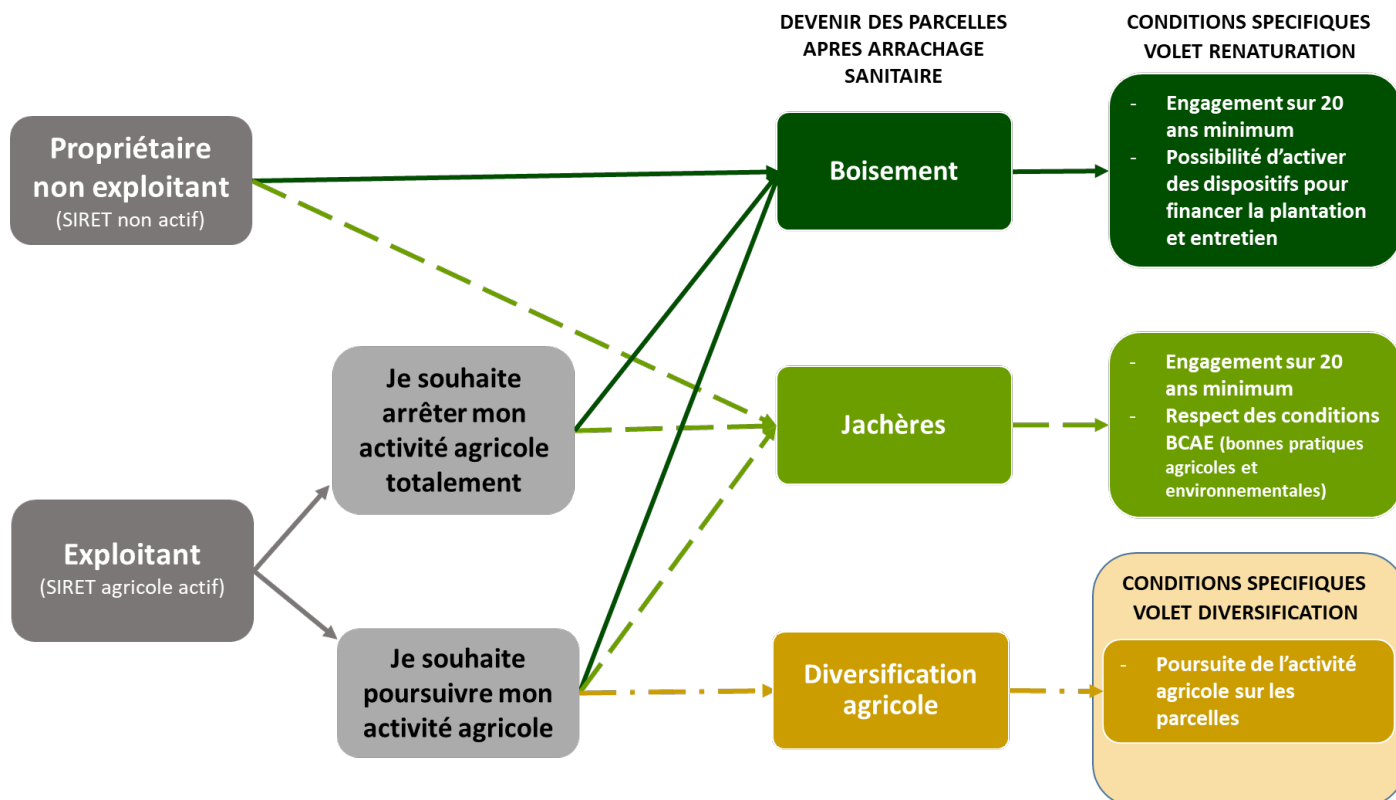 DEVENIR DES PARCELLES
APRES ARRACHAGE
SANITAIRE
CONDITIONS SPECIFIQUES
VOLET RENATURATION
Propriétaire
non exploitant
(SIRET non actif)
Boisement
- Engagement sur 20
ans minimum
- Possibilité d'activer
des dispositifs pour
financer la plantation
et entretien
Je souhaite
arrêter mon
activité agricole
totalement
Jachères
- Engagement sur 20
ans minimum
- Respect des conditions
BCAE (bonnes pratiques
agricoles et
environnementales)
Exploitant
(SIRET agricole actif)
Je souhaite
poursuivre mon
activité agricole
Diversification
agricole
CONDITIONS SPECIFIQUES
VOLET DIVERSIFICATION
- Poursuite de l'activité
agricole sur les
parcelles